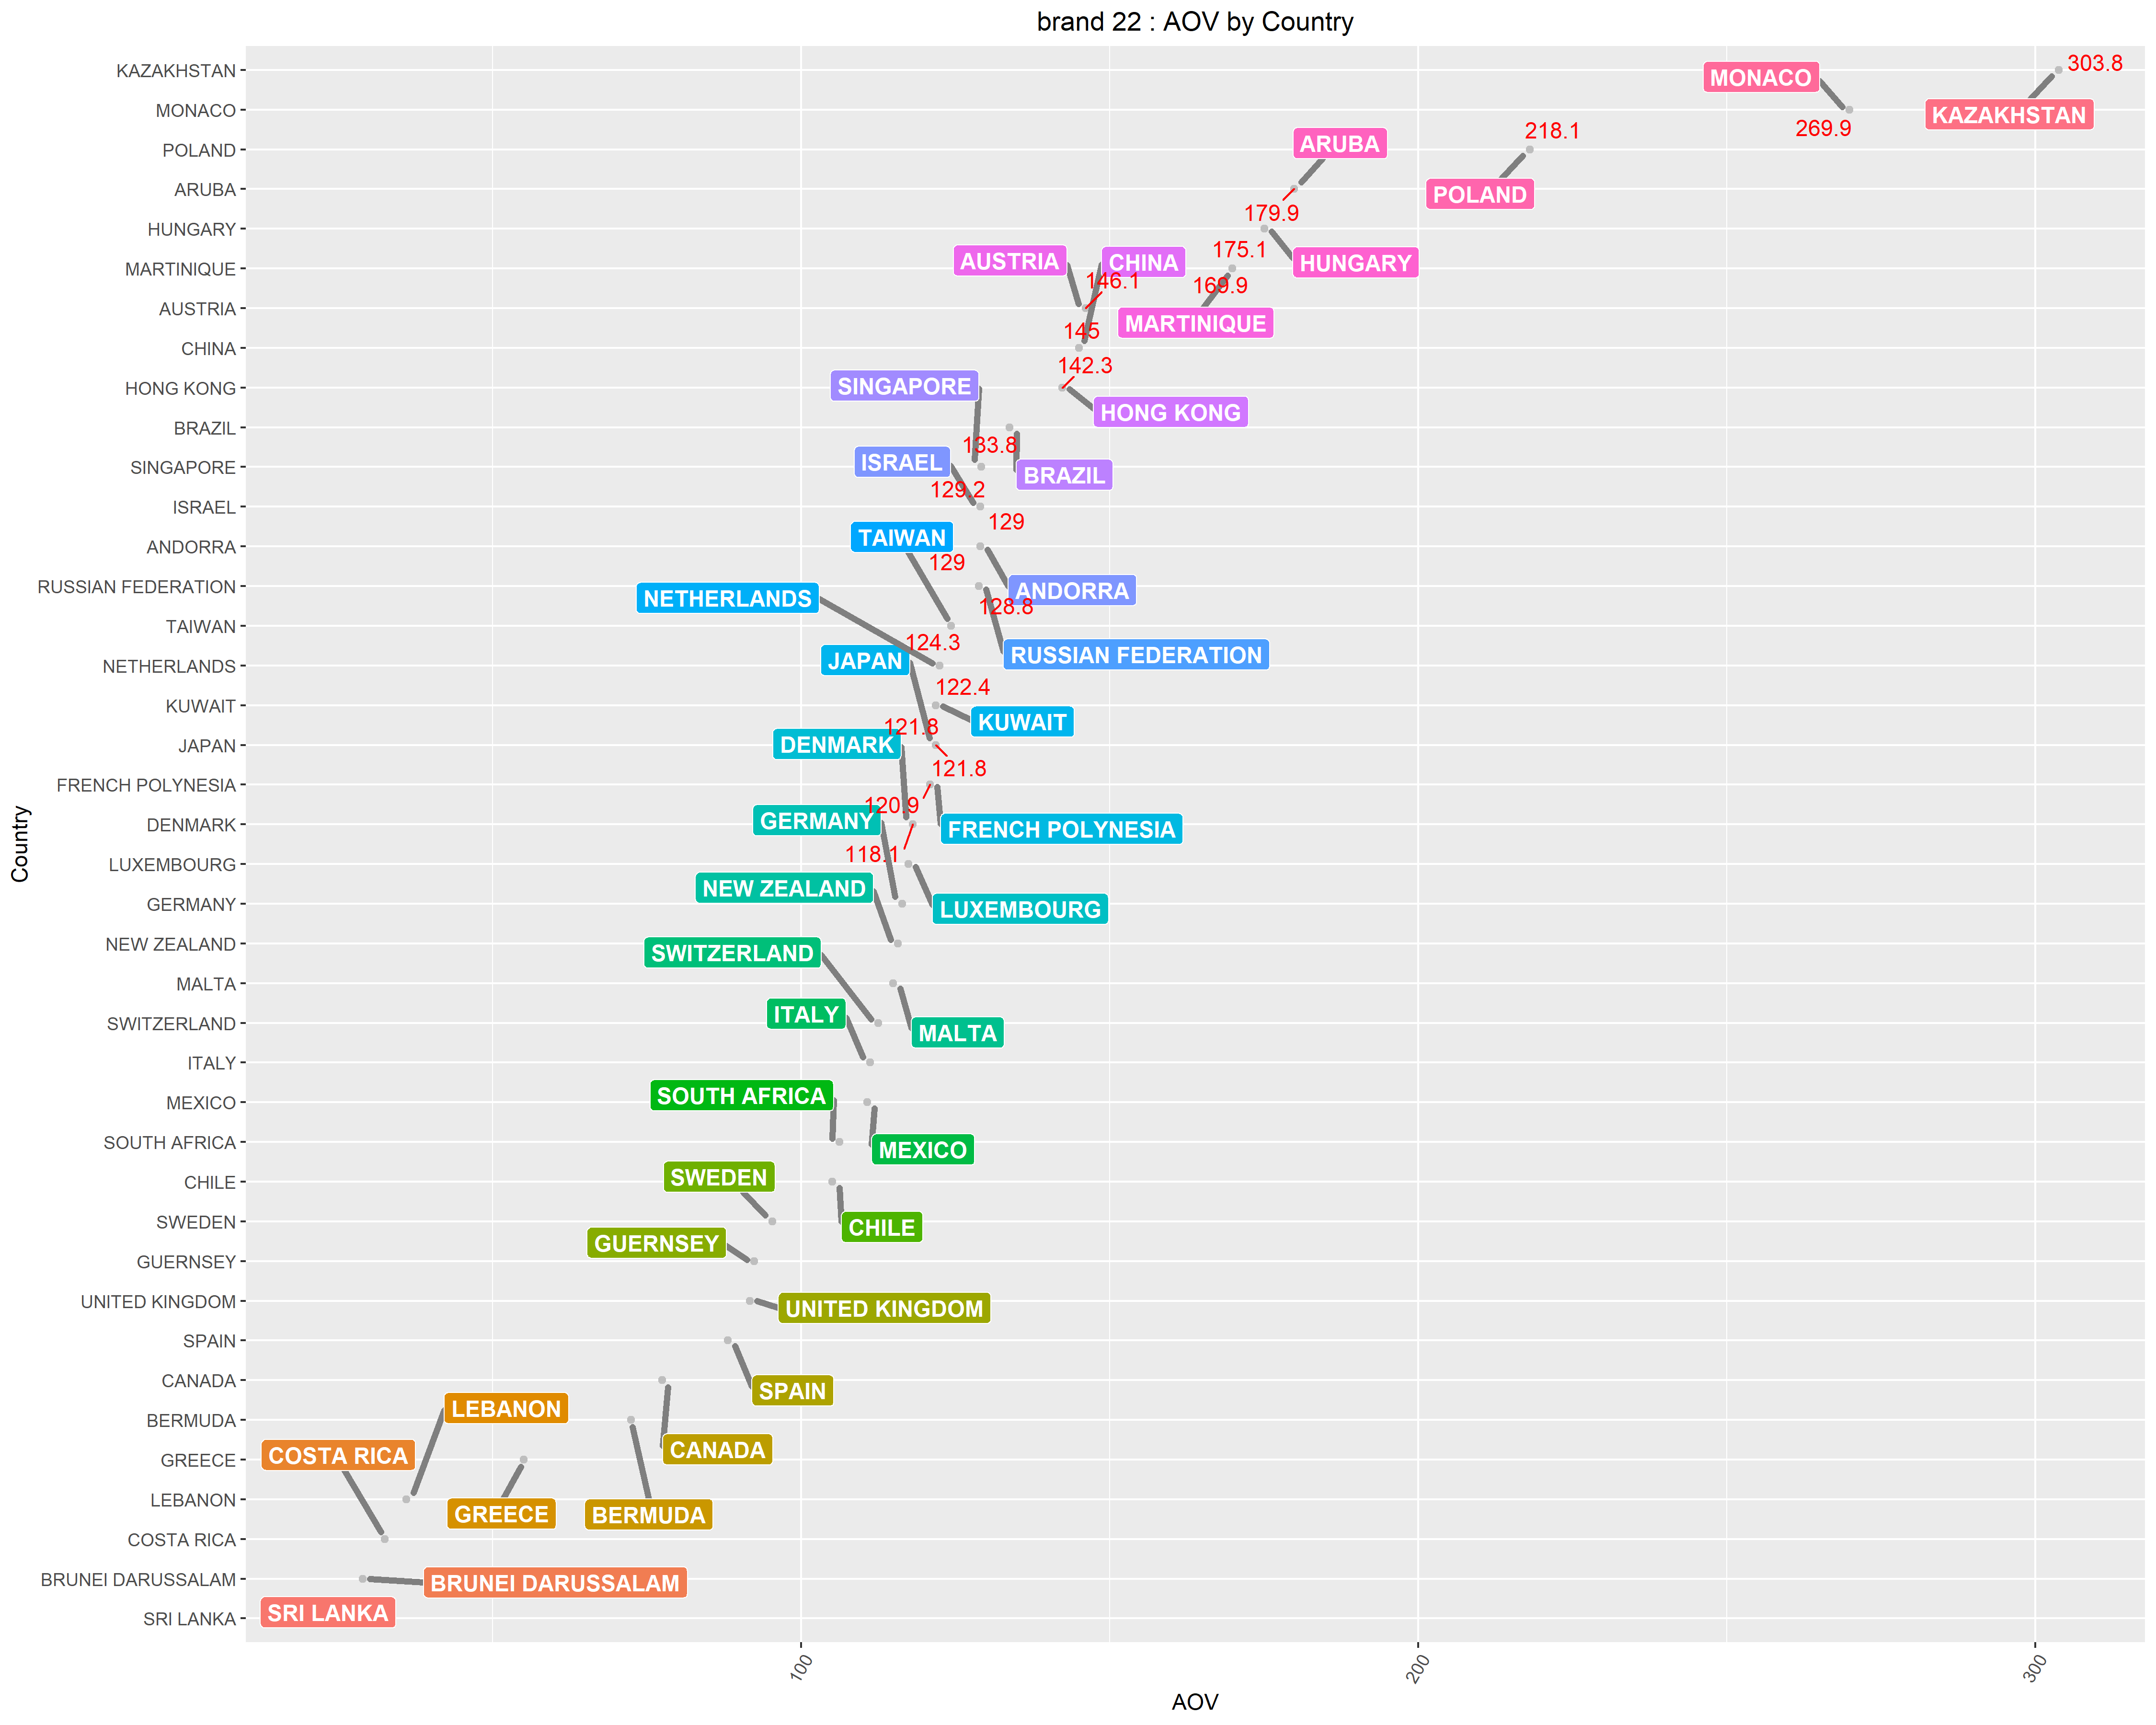 brand 22 : AOV by Country
Country
KAZAKHSTAN
MONACO
POLAND
ARUBA
HUNGARY
MARTINIQUE
AUSTRIA
CHINA
HONG KONG
BRAZIL
SINGAPORE
ISRAEL
ANDORRA
RUSSIAN FEDERATION
TAIWAN
NETHERLANDS
KUWAIT
JAPAN
FRENCH POLYNESIA
DENMARK
LUXEMBOURG
GERMANY
NEW ZEALAND
MALTA
SWITZERLAND
ITALY
MEXICO
SOUTH AFRICA
CHILE
SWEDEN
GUERNSEY
UNITED KINGDOM
SPAIN
CANADA
BERMUDA
GREECE
LEBANON
COSTA RICA
BRUNEI DARUSSALAM
SRI LANKA
303.8
MONACO
KAZAKHSTAN
269.9
218.1
ARUBA
POLAND
179.9
175.1
AUSTRIA
CHINA
HUNGARY
146.1
169.9
MARTINIQUE
145
142.3
SINGAPORE
HONG KONG
133.8
ISRAEL
BRAZIL
129.2
129
TAIWAN
129
ANDORRA
NETHERLANDS
128.8
124.3
RUSSIAN FEDERATION
JAPAN
122.4
KUWAIT
121.8
DENMARK
121.8
120.9
GERMANY
FRENCH POLYNESIA
118.1
NEW ZEALAND
LUXEMBOURG
SWITZERLAND
ITALY
MALTA
SOUTH AFRICA
MEXICO
SWEDEN
CHILE
GUERNSEY
UNITED KINGDOM
SPAIN
LEBANON
CANADA
COSTA RICA
GREECE
BERMUDA
BRUNEI DARUSSALAM
SRI LANKA
100
200
300
AOV